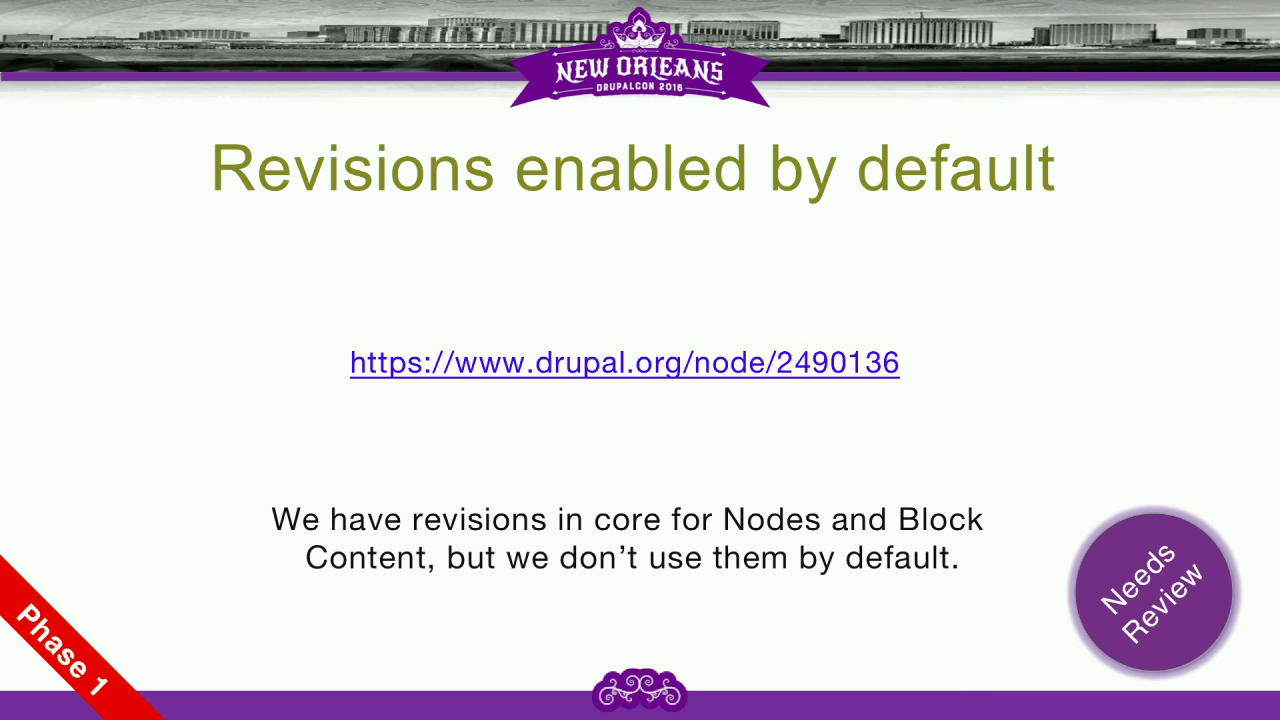 NEW ORLEANS
DRUPALCON 2016
Revisions enabled by default
https://www.drupal.org/node/2490136
We have revisions in core for Nodes and Block
Content, but we don’t use them by default.
Needs
Review
Phase 1